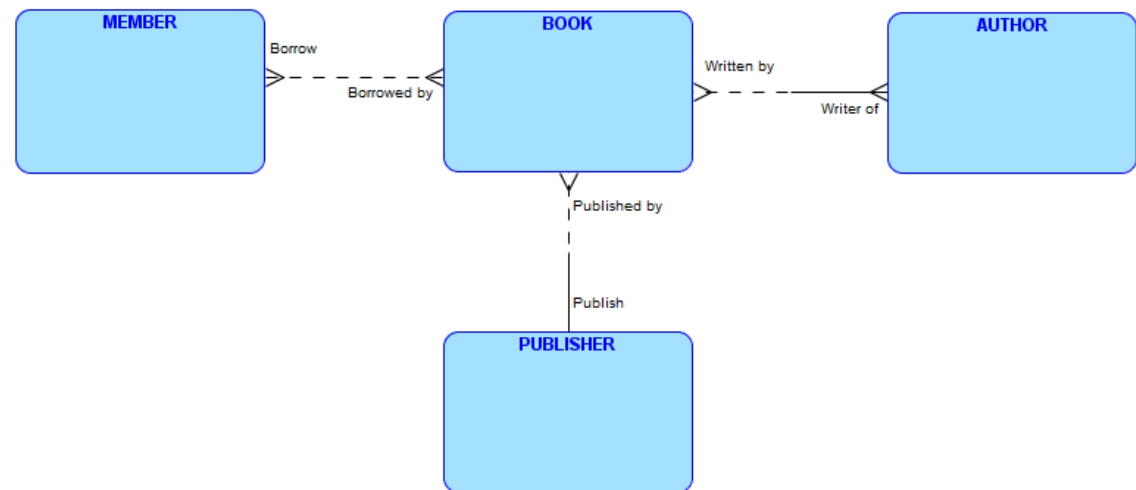 MEMBER
BOOK
AUTHOR
Borrow
Borrowed by
Written by
Writer of
Published by
Publish
PUBLISHER